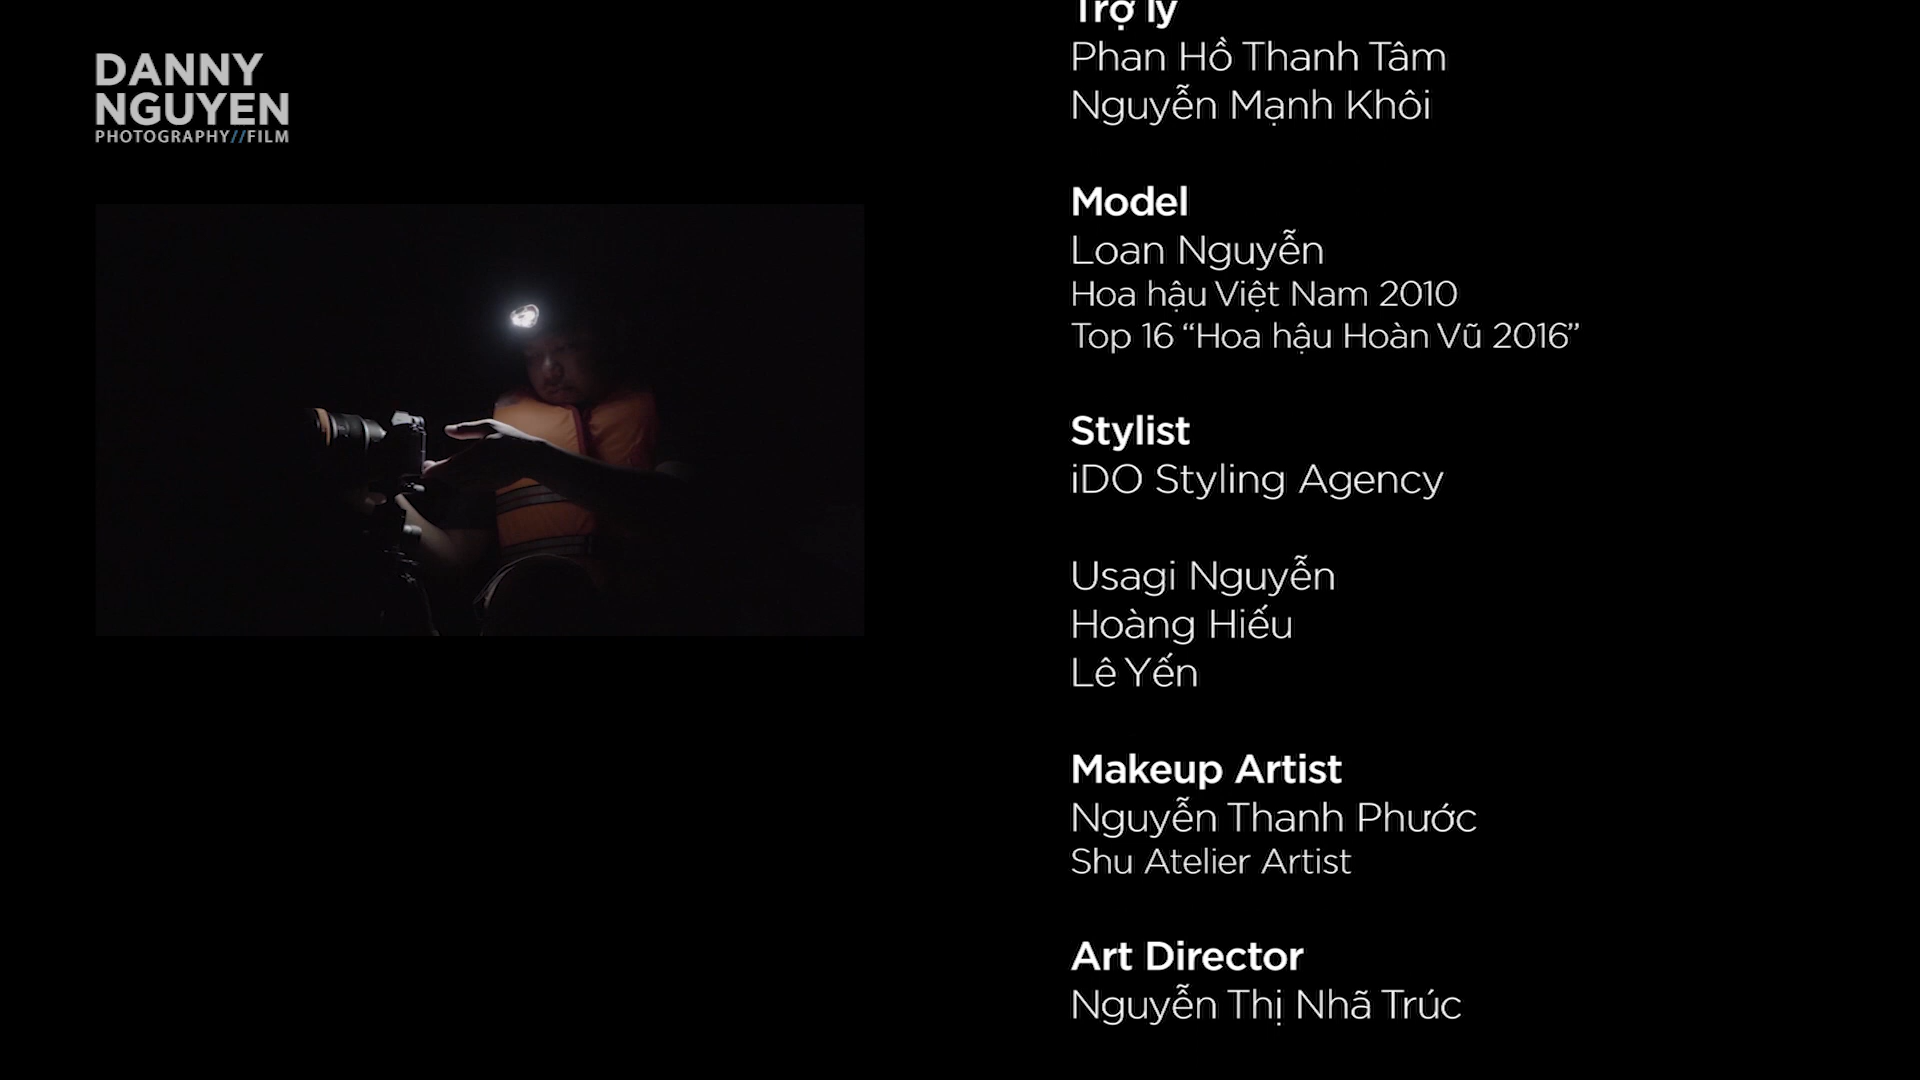 DANNY
NGUYEN
PHOTOGRAPHY//FILM
Trợ lý
Phan Hồ Thanh Tâm
Nguyễn Mạnh Khôi
Model
Loan Nguyễn
Hoa hậu Việt Nam 2010
Top 16 “Hoa hậu Hoàn Vũ 2016”
Stylist
iDO Styling Agency
Usagi Nguyễn
Hoàng Hiếu
Lê Yến
Makeup Artist
Nguyễn Thanh Phước
Shu Atelier Artist
Art Director
Nguyễn Thị Nhã Trúc